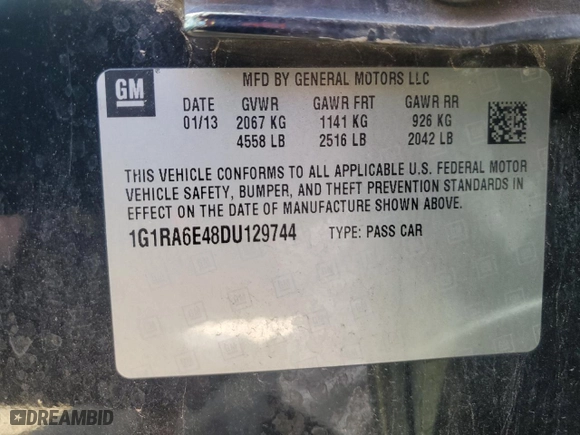 GM
MFD BY GENERAL MOTORS LLC
DATE GVWR GAWR FRT GAWR RR
01/13 2067 KG 1141 KG 926 KG
4558 LB 2516 LB 2042 LB
THIS VEHICLE CONFORMS TO ALL APPLICABLE U.S. FEDERAL MOTOR
VEHICLE SAFETY, BUMPER, AND THEFT PREVENTION STANDARDS IN
EFFECT ON THE DATE OF MANUFACTURE SHOWN ABOVE.
1G1RA6E48DU129744 TYPE: PASS CAR
DREAMBID